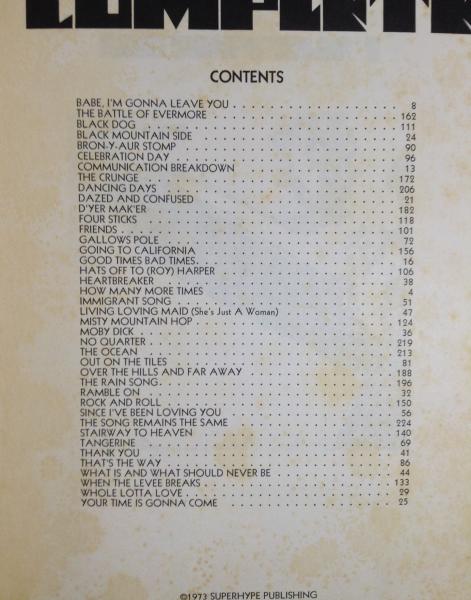 COMPLETE
CONTENTS
BABE, I'M GONNA LEAVE YOU . . . . . . . . . . 8
THE BATTLE OF EVERMORE . . . . . . . . . . 162
BLACK DOG . . . . . . . . . . 111
BLACK MOUNTAIN SIDE . . . . . . . . . . 24
BRON-Y-AUR STOMP . . . . . . . . . . 90
CELEBRATION DAY . . . . . . . . . . 96
COMMUNICATION BREAKDOWN . . . . . . . . . . 13
THE CRUNGE . . . . . . . . . . 172
DANCING DAYS . . . . . . . . . . 206
DAZED AND CONFUSED . . . . . . . . . . 21
D'YER MAK'ER . . . . . . . . . . 182
FOUR STICKS . . . . . . . . . . 118
FRIENDS . . . . . . . . . . 101
GALLOWS POLE . . . . . . . . . . 72
GOING TO CALIFORNIA . . . . . . . . . . 156
GOOD TIMES BAD TIMES . . . . . . . . . . 16
HATS OFF TO (ROY) HARPER . . . . . . . . . . 106
HEARTBREAKER . . . . . . . . . . 38
HOW MANY MORE TIMES . . . . . . . . . . 4
IMMIGRANT SONG . . . . . . . . . . 51
LIVING LOVING MAID (She's Just A Woman) . . . . . . . . . . 47
MISTY MOUNTAIN HOP . . . . . . . . . . 124
MOBY DICK . . . . . . . . . . 36
NO QUARTER . . . . . . . . . . 219
THE OCEAN . . . . . . . . . . 213
OUT ON THE TILES . . . . . . . . . . 81
OVER THE HILLS AND FAR AWAY . . . . . . . . . . 188
THE RAIN SONG . . . . . . . . . . 196
RAMBLE ON . . . . . . . . . . 32
ROCK AND ROLL . . . . . . . . . . 150
SINCE I'VE BEEN LOVING YOU . . . . . . . . . . 56
THE SONG REMAINS THE SAME . . . . . . . . . . 224
STAIRWAY TO HEAVEN . . . . . . . . . . 140
TANGERINE . . . . . . . . . . 69
THANK YOU . . . . . . . . . . 41
THAT'S THE WAY . . . . . . . . . . 86
WHAT IS AND WHAT SHOULD NEVER BE . . . . . . . . . . 44
WHEN THE LEVEE BREAKS . . . . . . . . . . 133
WHOLE LOTTA LOVE . . . . . . . . . . 29
YOUR TIME IS GONNA COME . . . . . . . . . . 25
©1973 SUPERHYPE PUBLISHING